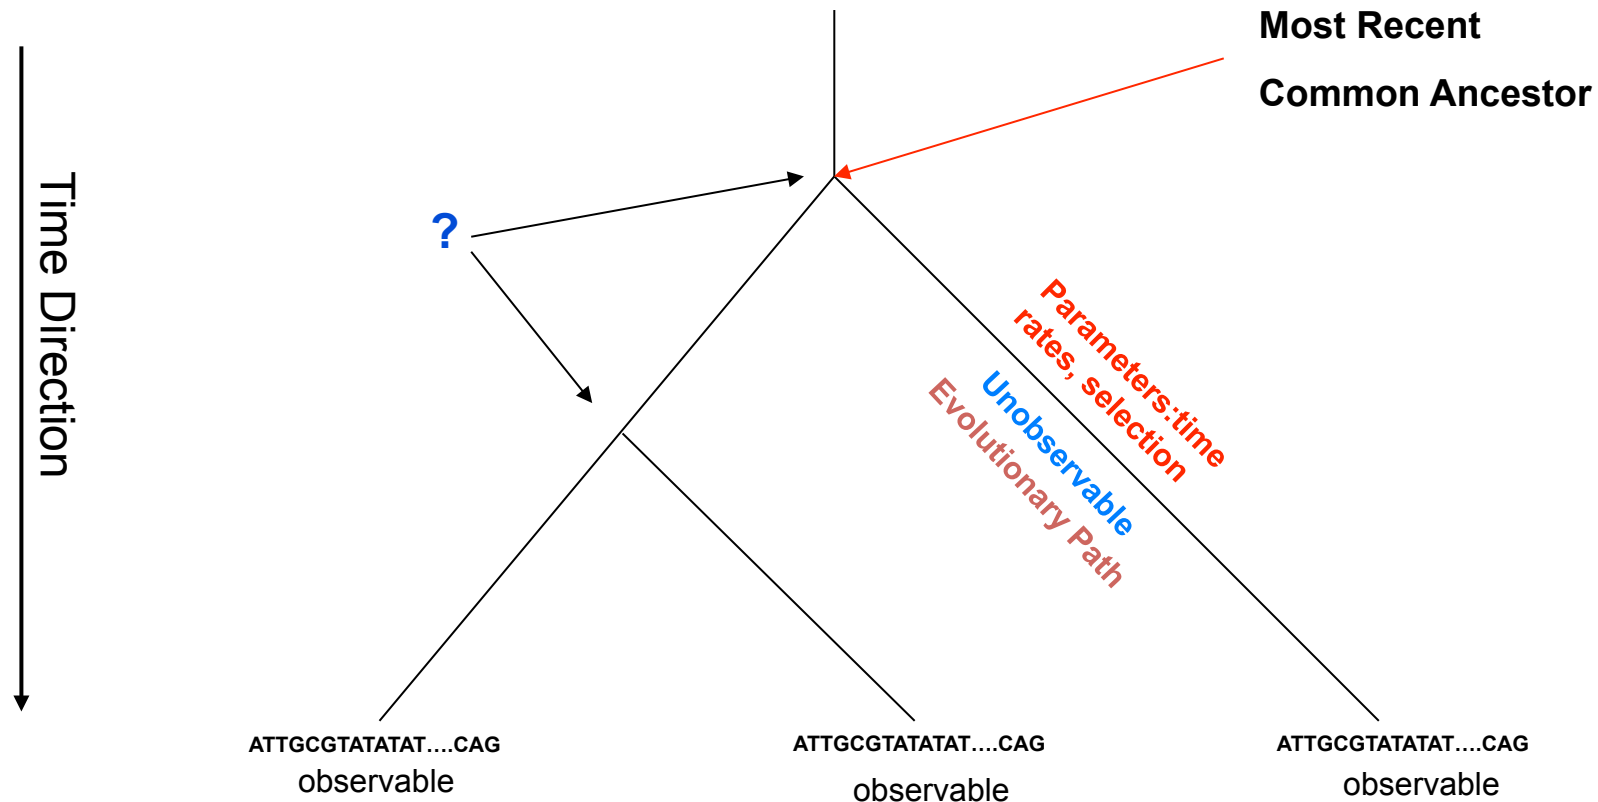 Most Recent
Common Ancestor
Time Direction
?
Parameters:time
rates, selection
Unobservable
Evolutionary Path
ATTGCGTATATAT....CAG
observable
ATTGCGTATATAT....CAG
observable
ATTGCGTATATAT....CAG
observable